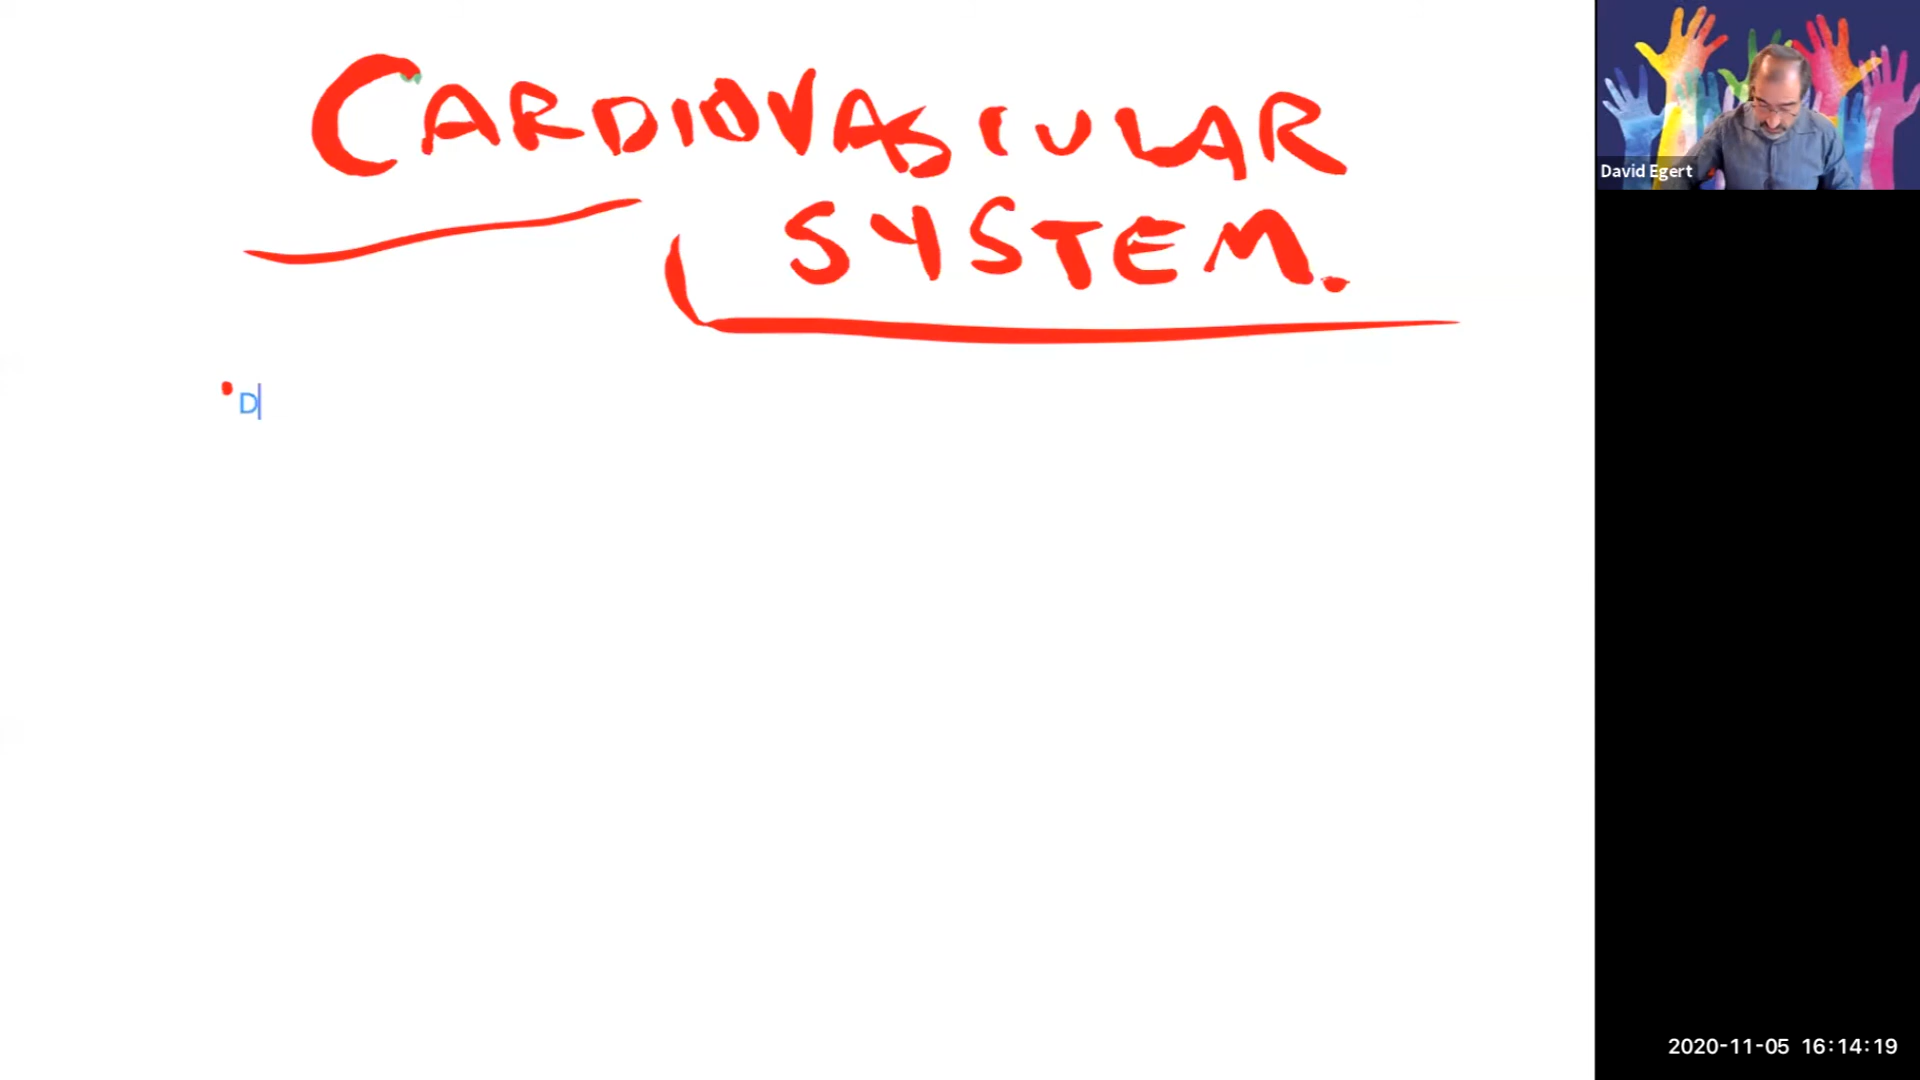 CARDIOVASCULAR
SYSTEM.
• D
David Egert
2020-11-05 16:14:19